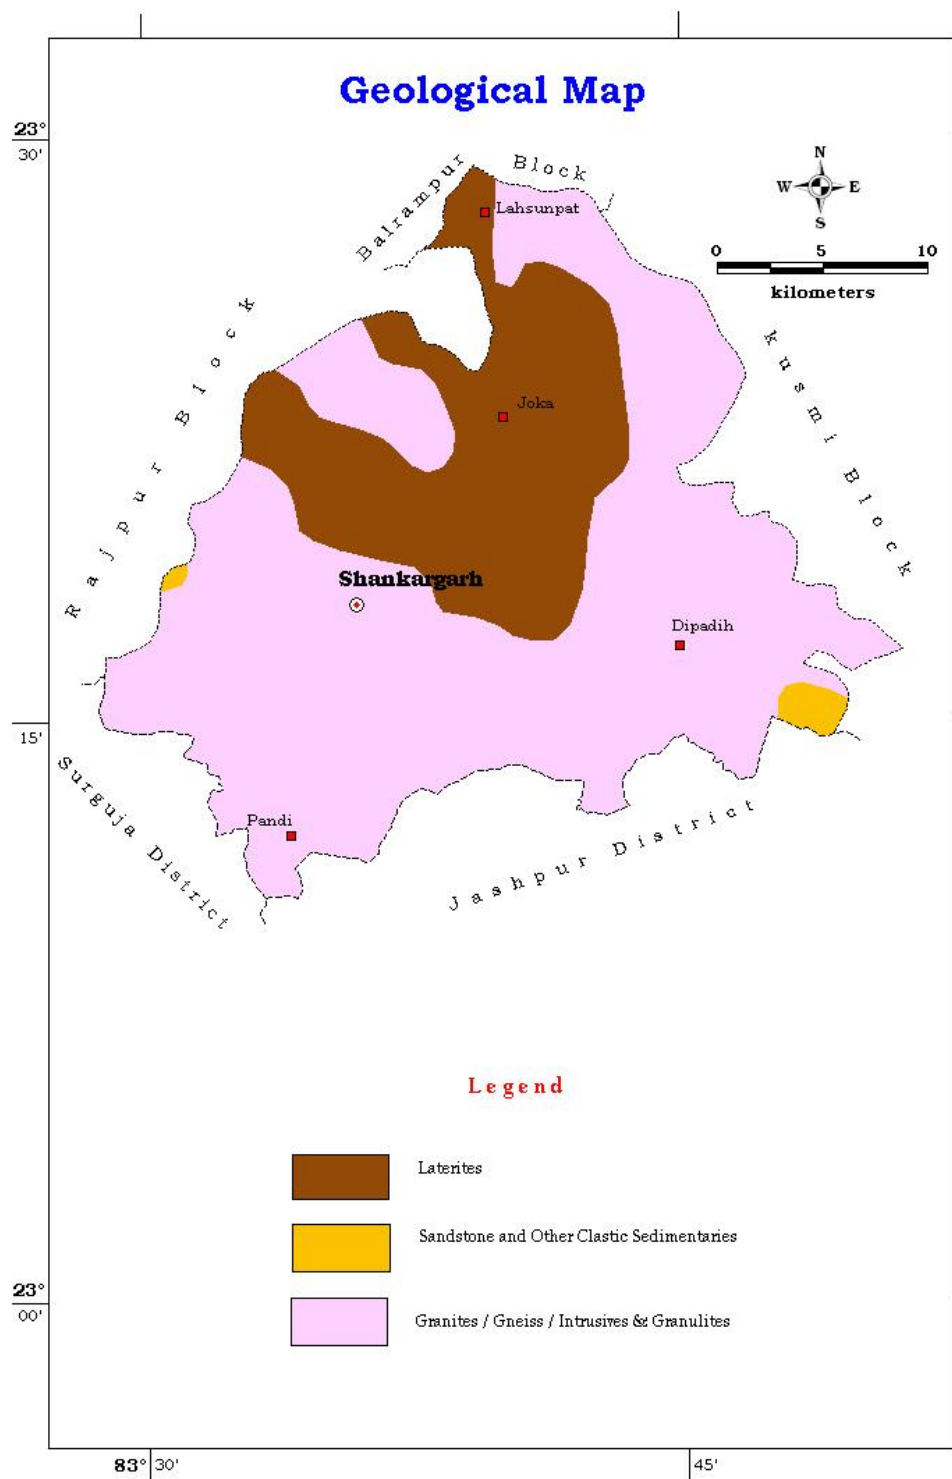 Geological Map
23°
30'
Balrampur Block
N
W E
S
Lahsunpat
0 5 10
kilometers
Rajpur Block
kusmi Block
Joka
Shankargarh
Dipadih
15'
Surguja District
Pandi
Jashpur District
Legend
Laterites
Sandstone and Other Clastic Sedimentaries
23°
00'
Granites / Gneiss / Intrusives & Granulites
83° 30' 45'